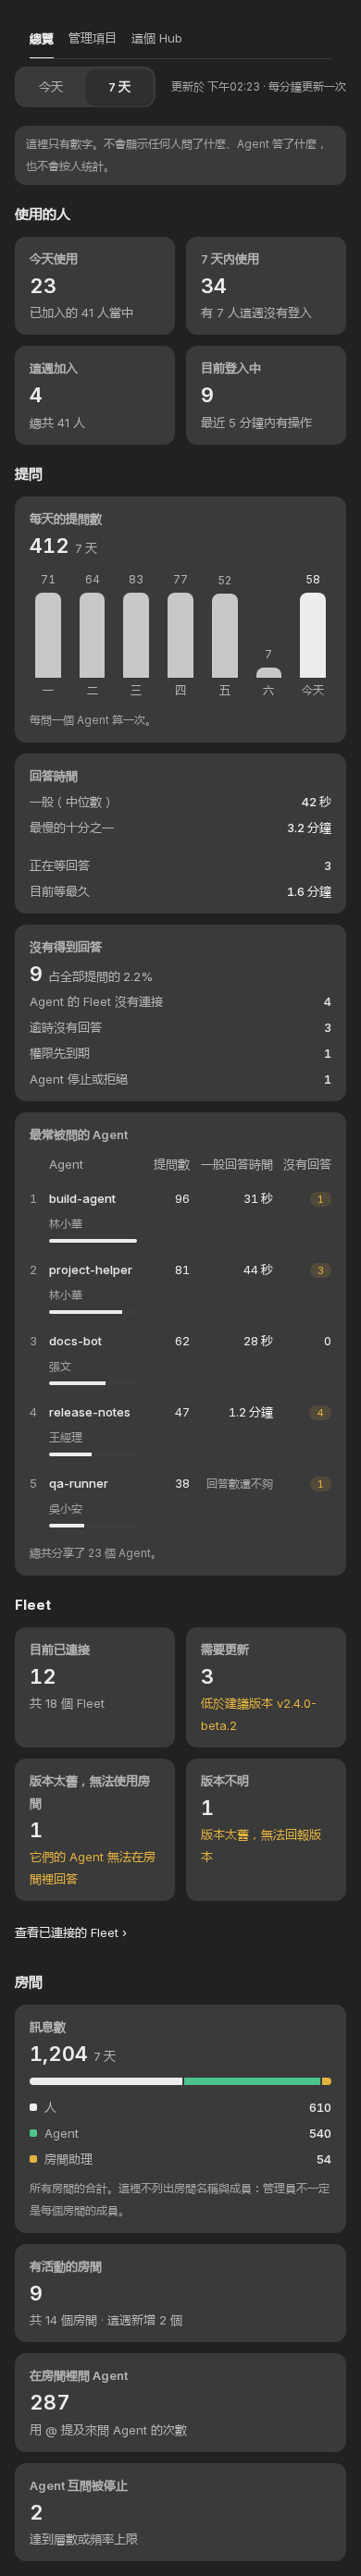 總覽 管理項目 這個 Hub
今天 7 天 更新於 下午02:23 · 每分鐘更新一次
這裡只有數字。不會顯示任何人問了什麼、Agent 答了什麼，
也不會按人統計。
使用的人
今天使用 7 天內使用
23 34
已加入的 41 人當中 有 7 人這週沒有登入
這週加入 目前登入中
4 9
總共 41 人 最近 5 分鐘內有操作
提問
每天的提問數
412 7 天
71 64 83 77 52 7 58
一 二 三 四 五 六 今天
每問一個 Agent 算一次。
回答時間
一般（中位數） 42 秒
最慢的十分之一 3.2 分鐘
正在等回答 3
目前等最久 1.6 分鐘
沒有得到回答
9 占全部提問的 2.2%
Agent 的 Fleet 沒有連接 4
逾時沒有回答 3
權限先到期 1
Agent 停止或拒絕 1
最常被問的 Agent
Agent 提問數 一般回答時間 沒有回答
1 build-agent 96 31 秒 1
林小華
2 project-helper 81 44 秒 3
林小華
3 docs-bot 62 28 秒 0
張文
4 release-notes 47 1.2 分鐘 4
王經理
5 qa-runner 38 回答數還不夠 1
吳小安
總共分享了 23 個 Agent。
Fleet
目前已連接 需要更新
12 3
共 18 個 Fleet 低於建議版本 v2.4.0-
beta.2
版本太舊，無法使用房
間
1
它們的 Agent 無法在房
間裡回答
版本不明
1
版本太舊，無法回報版
本
查看已連接的 Fleet ›
房間
訊息數
1,204 7 天
人 610
Agent 540
房間助理 54
所有房間的合計。這裡不列出房間名稱與成員：管理員不一定
是每個房間的成員。
有活動的房間
9
共 14 個房間 · 這週新增 2 個
在房間裡問 Agent
287
用 @ 提及來問 Agent 的次數
Agent 互問被停止
2
達到層數或頻率上限